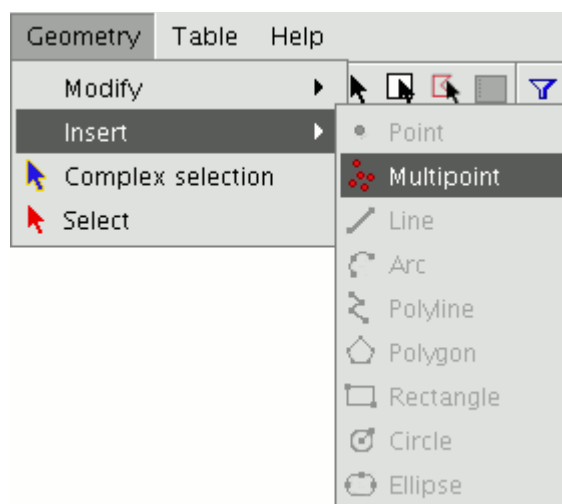 Geometry Table Help
Modify
Insert
Complex selection
Select
Point
Multipoint
Line
Arc
Polyline
Polygon
Rectangle
Circle
Ellipse